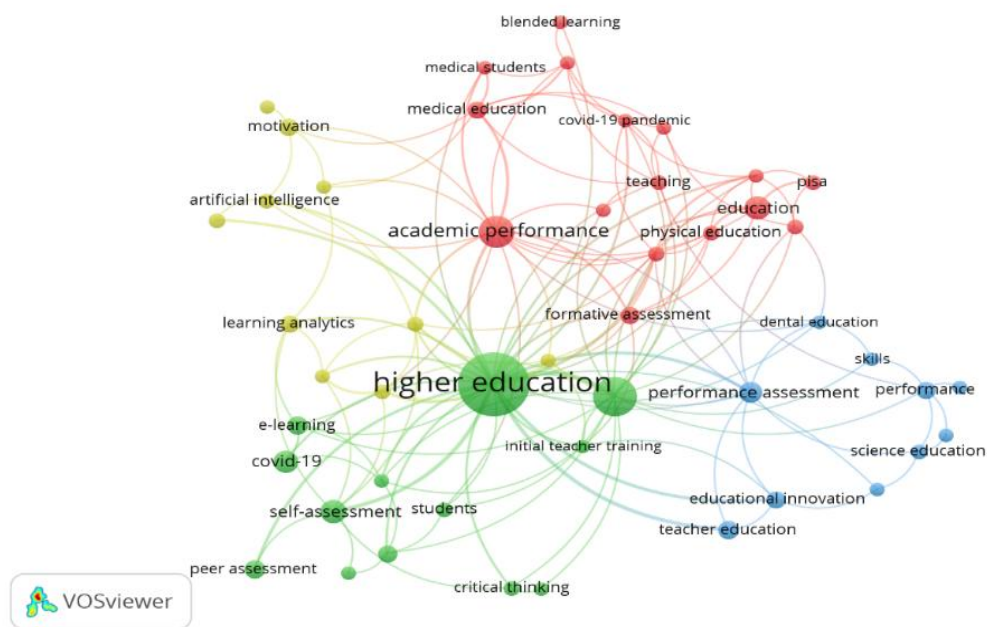 blended learning
medical students
medical education
covid-19 pandemic
motivation
teaching
pisa
artificial intelligence
education
academic performance
physical education
formative assessment
learning analytics
dental education
skills
higher education
performance assessment
performance
e-learning
initial teacher training
science education
covid-19
educational innovation
self-assessment
students
teacher education
peer assessment
critical thinking
VOSviewer